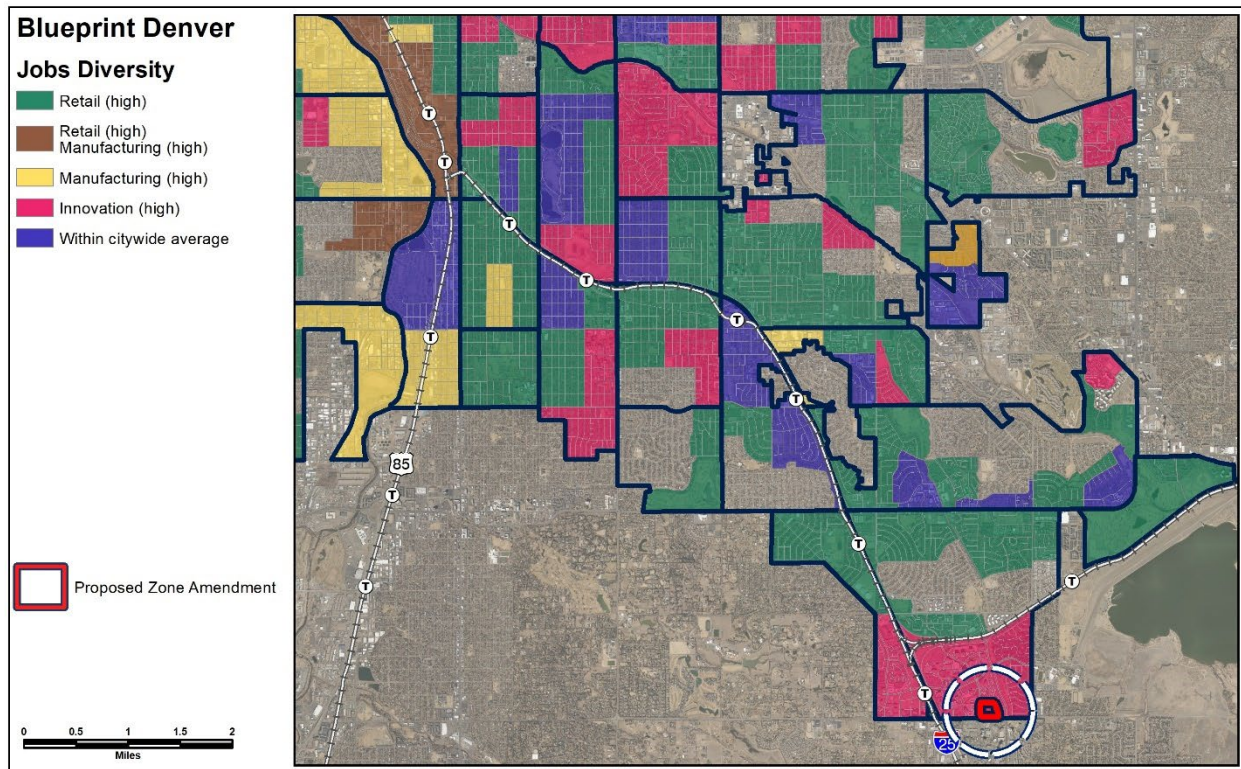 Blueprint Denver
Jobs Diversity
Retail (high)
Retail (high)
Manufacturing (high)
Manufacturing (high)
Innovation (high)
Within citywide average
Proposed Zone Amendment
0 0.5 1 1.5 2
Miles
T
T
T
T
T
T
T
85
T
T
T
T
T
T
25